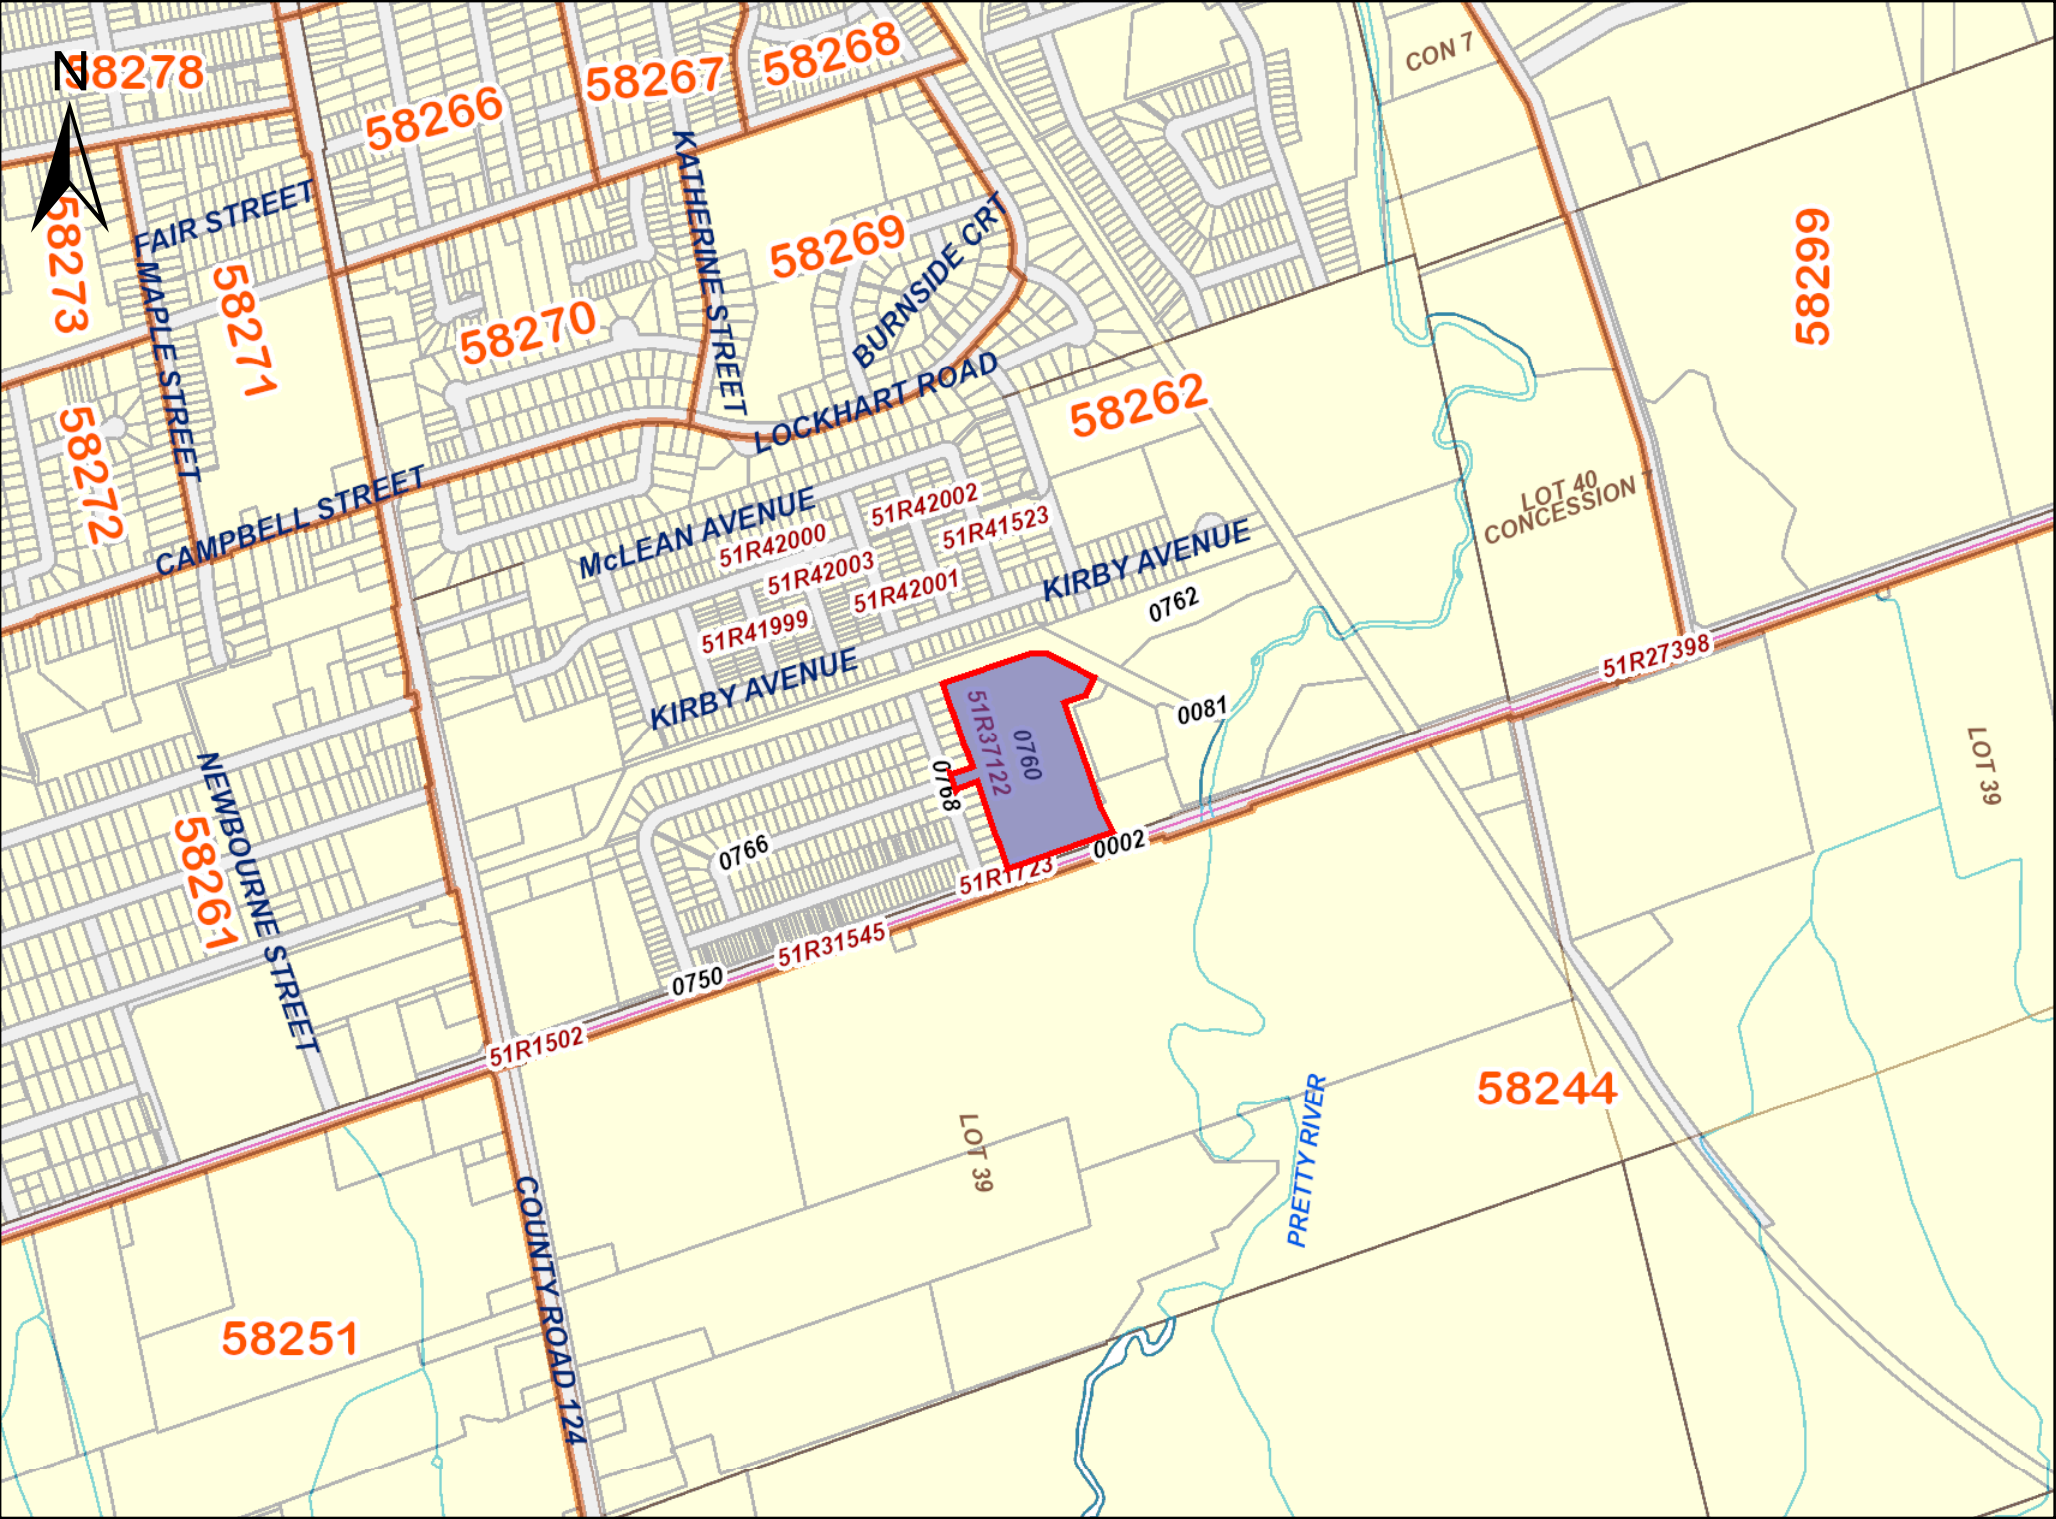 N
58278
58266
58267
58268
CON 7
58273
FAIR STREET
MAPLE STREET
58271
KATHERINE STREET
58269
BURNSIDE CRT
58299
58270
LOCKHART ROAD
58262
58272
CAMPBELL STREET
McLEAN AVENUE
51R42000
51R42002
51R42003
51R41523
51R42001
51R41999
LOT 40
CONCESSION 7
KIRBY AVENUE
0762
KIRBY AVENUE
51R27398
0081
51R37122
0760
0768
LOT 39
NEWBOURNE STREET
58261
0766
0002
51R1723
51R31545
0750
51R1502
58244
LOT 39
PRETTY RIVER
COUNTY ROAD 124
58251